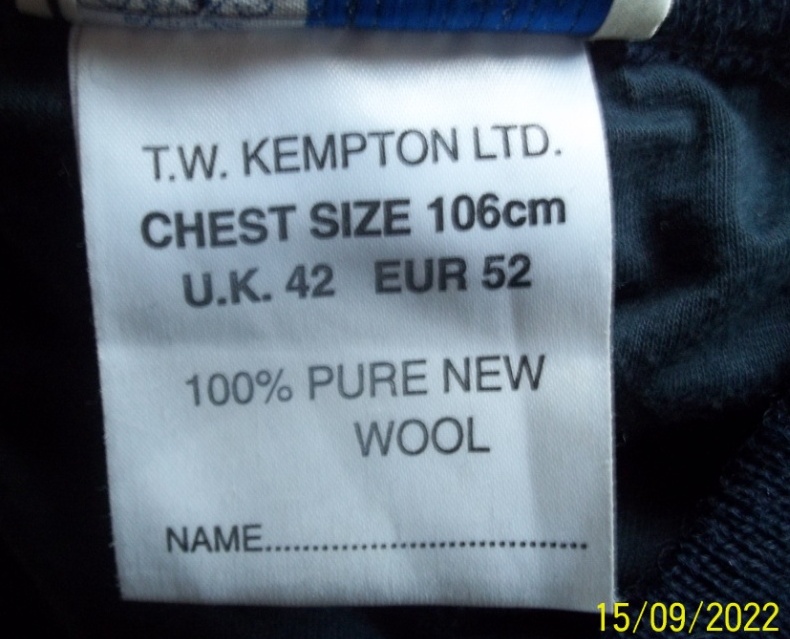 T.W. KEMPTON LTD.
CHEST SIZE 106cm
U.K. 42 EUR 52
100% PURE NEW
WOOL
NAME..................................
15/09/2022